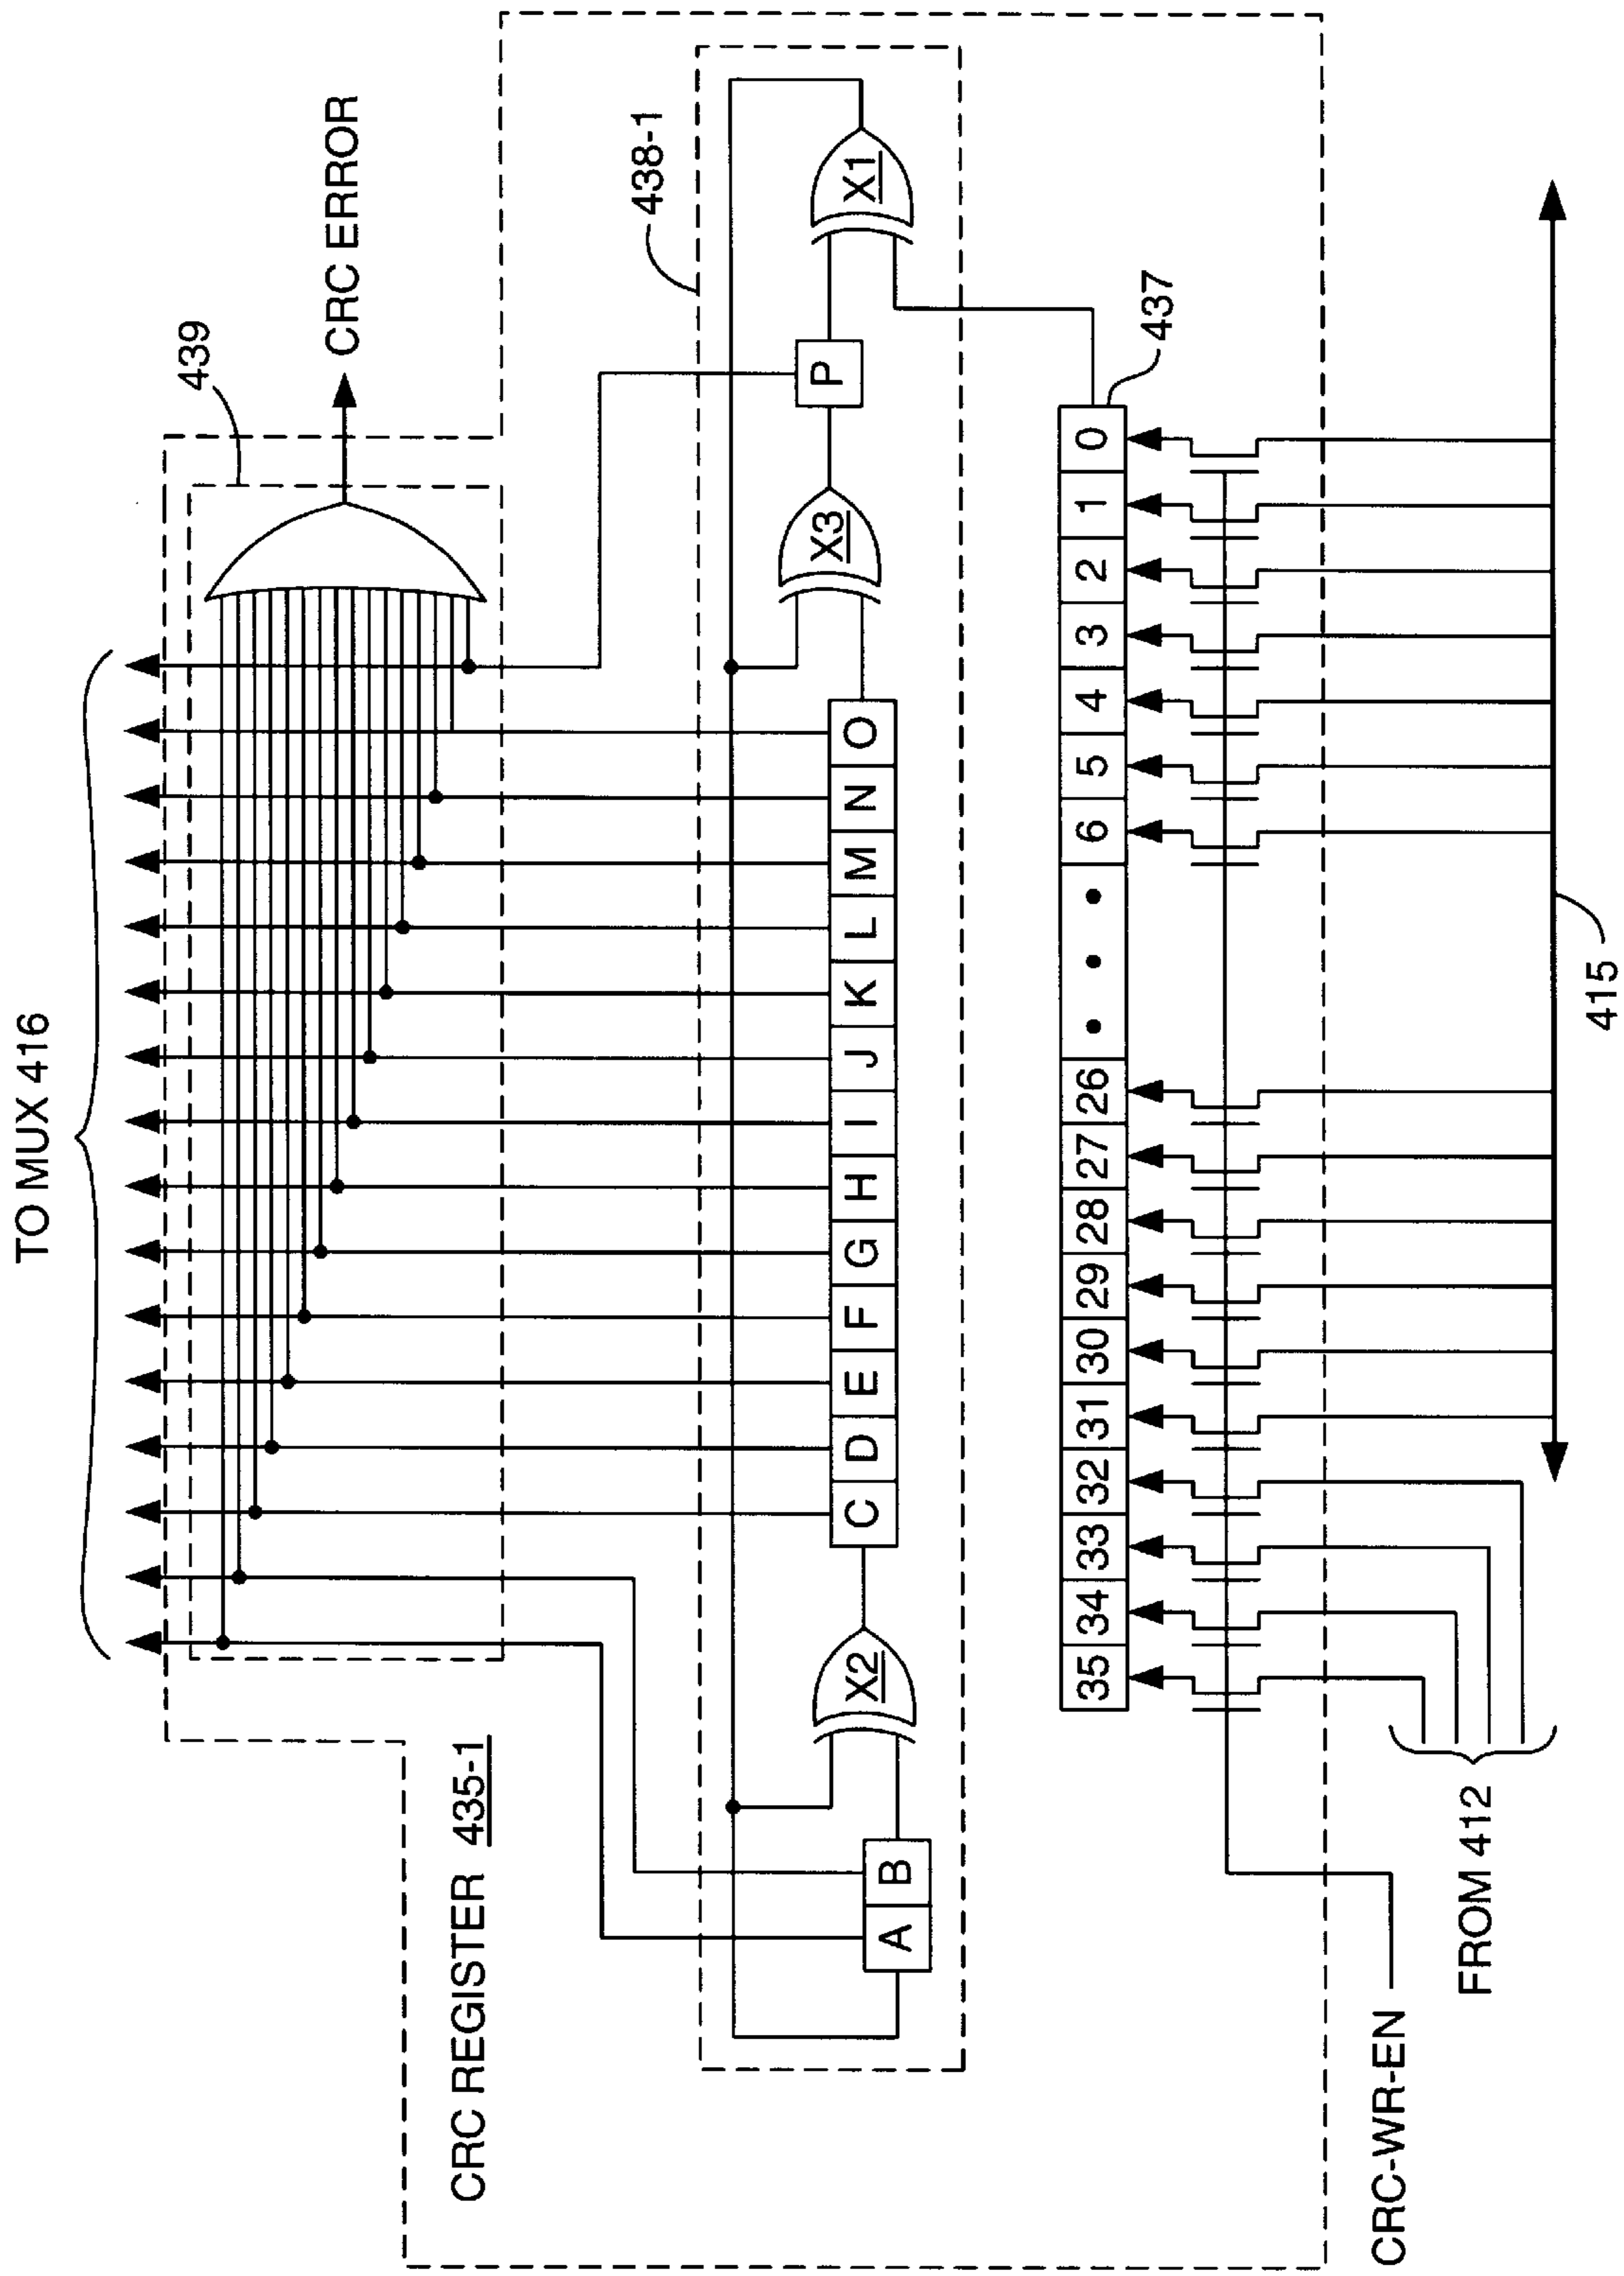 TO MUX 416
439
CRC ERROR
CRC REGISTER 435-1
438-1
A B
X2
C D E F G H I J K L M N O
X3
P
X1
35 34 33 32 31 30 29 28 27 26 • • • 6 5 4 3 2 1 0
437
CRC-WR-EN
FROM 412
415